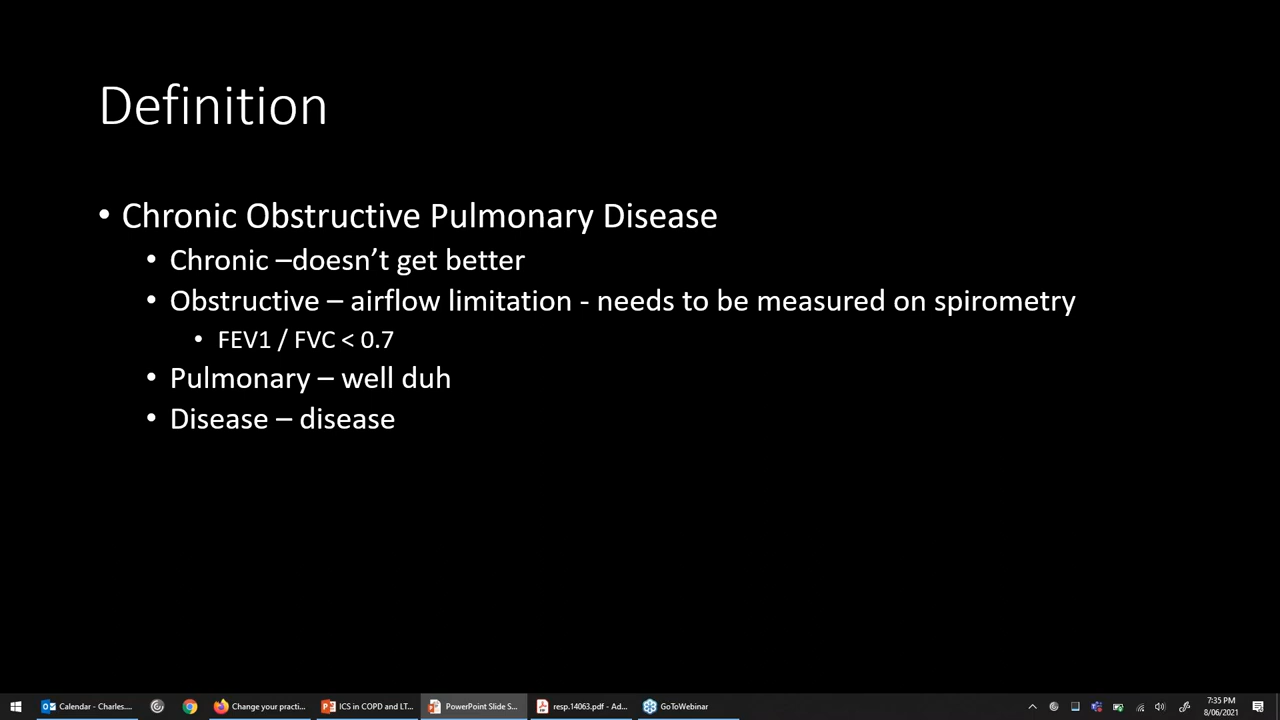 Definition
• Chronic Obstructive Pulmonary Disease
• Chronic –doesn’t get better
• Obstructive – airflow limitation - needs to be measured on spirometry
• FEV1 / FVC < 0.7
• Pulmonary – well duh
• Disease – disease
Calendar - Charles.... Change your practi... ICS in COPD and LT... PowerPoint Slide S... resp.14063.pdf - Ad... GoToWebinar
7:35 PM
8/06/2021